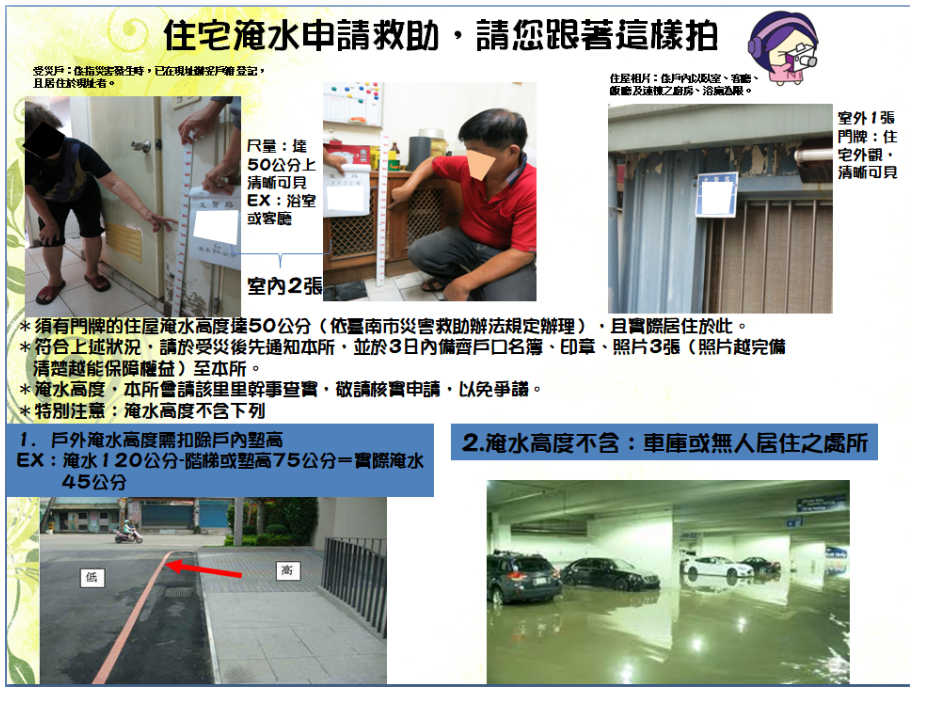 住宅淹水申請救助，請您跟著這樣拍
受災戶：係指災害發生時，已在現址辦妥戶籍登記，
且居住於現址者。
住屋相片：係戶內以臥室、客廳、
飯廳及連棟之廚房、浴廁為限。
尺量：達
50公分上
清晰可見
EX：浴室
或客廳
室內2張
室外1張
門牌：住
宅外觀，
清晰可見
文賢路
文賢路
文賢路
＊須有門牌的住屋淹水高度達50公分（依臺南市災害救助辦法規定辦理），且實際居住於此。
＊符合上述狀況，請於受災後先通知本所，並於3日內備齊戶口名簿、印章、照片3張（照片越完備
清楚越能保障權益）至本所。
＊淹水高度，本所會請該里里幹事查實，敬請核實申請，以免爭議。
＊特別注意：淹水高度不含下列
1. 戶外淹水高度需扣除戶內墊高
EX：淹水120公分-階梯或墊高75公分＝實際淹水
45公分
2.淹水高度不含：車庫或無人居住之處所
低
高